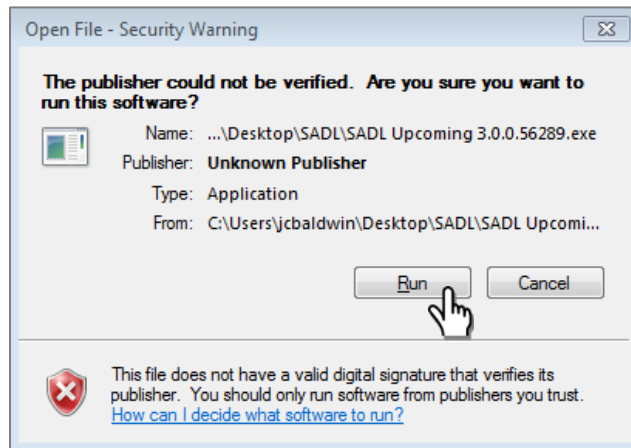 Open File - Security Warning
The publisher could not be verified.  Are you sure you want to
run this software?
Name: ...\Desktop\SADL\SADL Upcoming 3.0.0.56289.exe
Publisher: Unknown Publisher
Type: Application
From: C:\Users\jcbaldwin\Desktop\SADL\SADL Upcomi...
Run Cancel
This file does not have a valid digital signature that verifies its
publisher.  You should only run software from publishers you trust.
How can I decide what software to run?